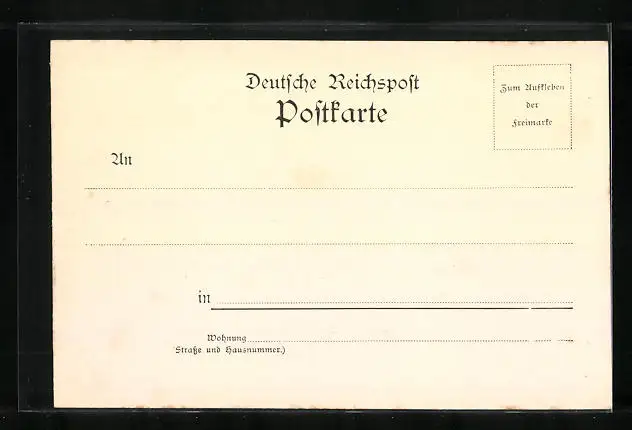 Deutsche Reichspost
Postkarte
Zum Aufkleben
der
Freimarke
An
in
Wohnung
Straße und Hausnummer.)